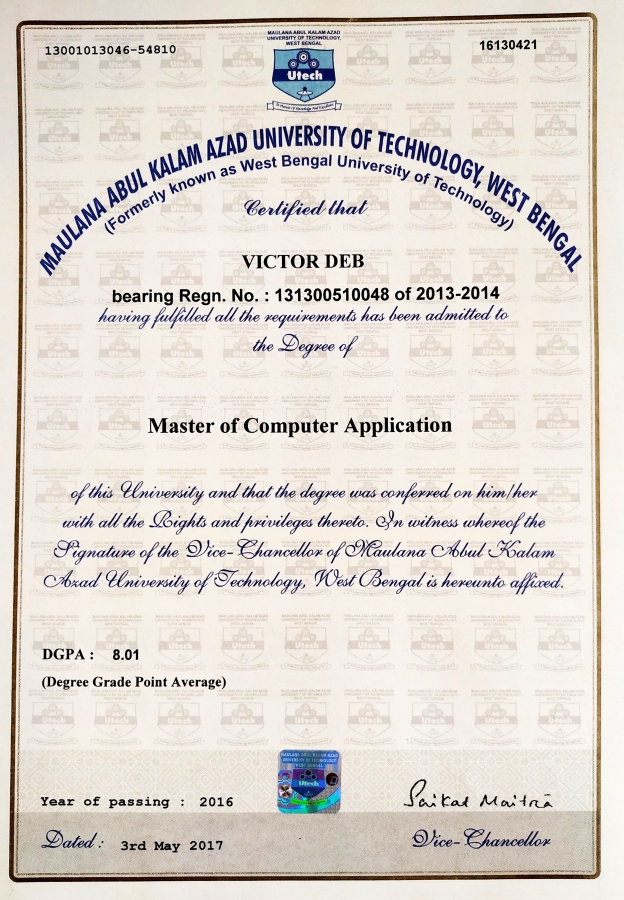 13001013046-54810
16130421
MAULANA ABUL KALAM AZAD
UNIVERSITY OF TECHNOLOGY,
WEST BENGAL
Utech
In Pursuit Of Knowledge And Excellence
MAULANA ABUL KALAM AZAD UNIVERSITY OF TECHNOLOGY, WEST BENGAL
(Formerly known as West Bengal University of Technology)
Certified that
VICTOR DEB
bearing Regn. No. : 131300510048 of 2013-2014
having fulfilled all the requirements has been admitted to
the Degree of
Master of Computer Application
of this University and that the degree was conferred on him/her
with all the Rights and privileges thereto. In witness whereof the
Signature of the Vice-Chancellor of Maulana Abul Kalam
Azad University of Technology, West Bengal is hereunto affixed.
DGPA : 8.01
(Degree Grade Point Average)
MAULANA ABUL KALAM AZAD
UNIVERSITY OF TECHNOLOGY
WEST BENGAL
Utech
Year of passing : 2016
Saikat Maitra
Dated : 3rd May 2017
Vice-Chancellor